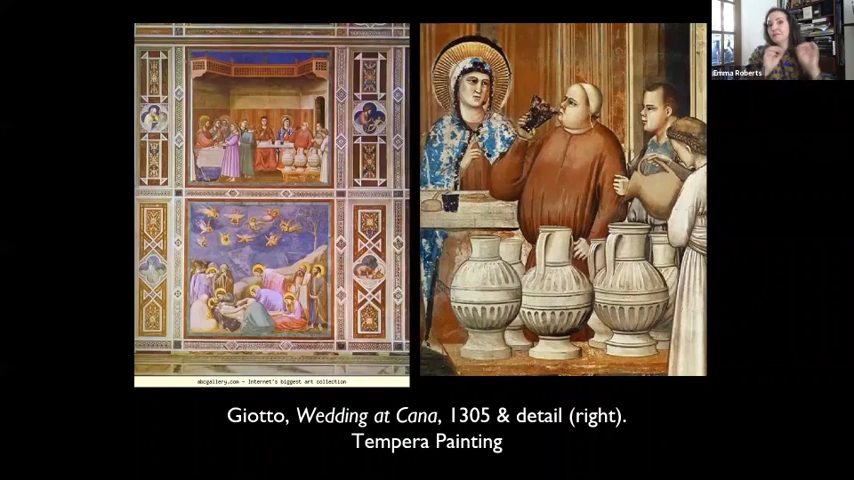 Emma Roberts
abcgallery.com - Internet's biggest art collection
Giotto, Wedding at Cana, 1305 & detail (right).
Tempera Painting